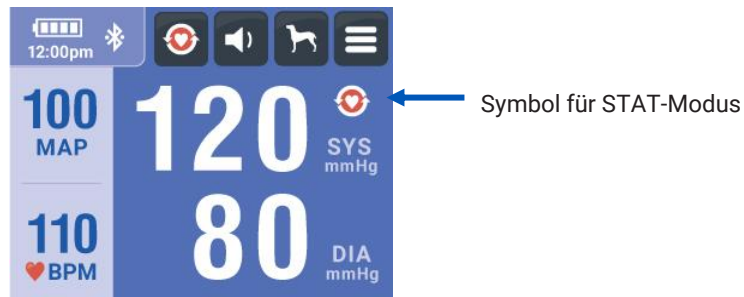 12:00pm
100
MAP
120
SYS
mmHg
Symbol für STAT-Modus
110
BPM
80
DIA
mmHg